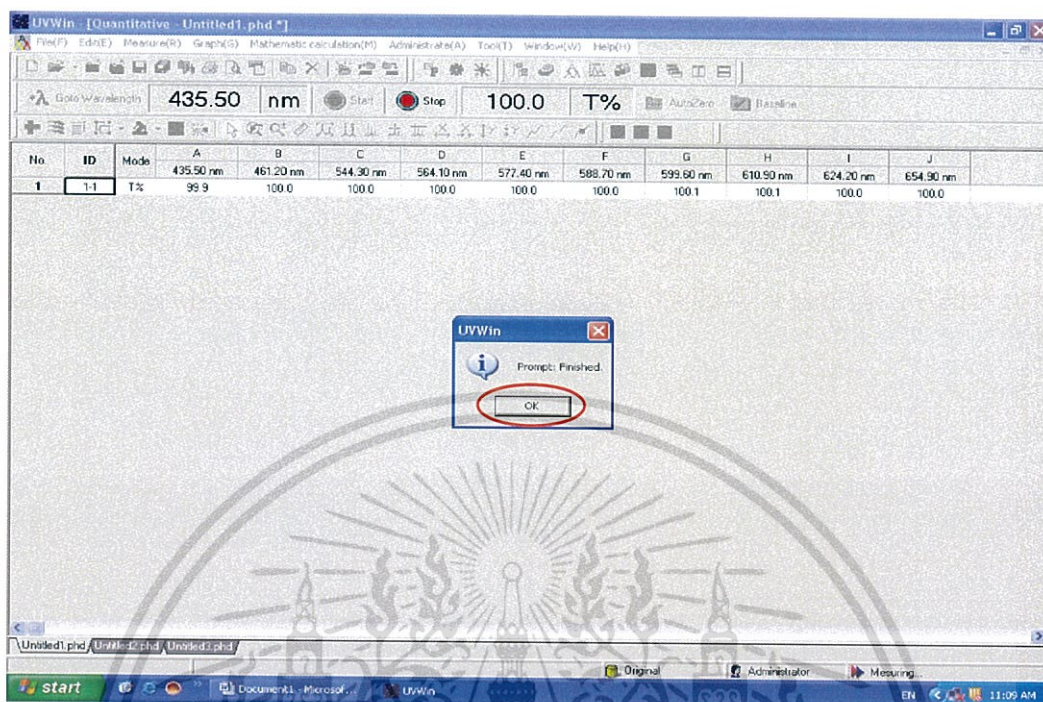 UVWin - [Quantitative - Untitled1.phd *]
File(F) Edit(E) Measure(R) Graph(G) Mathematic calculation(M) Administrate(A) Tool(T) Window(W) Help(H)
Goto Wavelength 435.50 nm Start Stop 100.0 T% AutoZero Baseline
No. ID Mode A B C D E F G H I J
435.50 nm 461.20 nm 544.30 nm 564.10 nm 577.40 nm 588.70 nm 599.60 nm 610.90 nm 624.20 nm 654.90 nm
1 1-1 T% 99.9 100.0 100.0 100.0 100.0 100.0 100.1 100.1 100.0 100.0
UVWin
Prompt: Finished.
OK
Untitled1.phd Untitled2.phd Untitled3.phd
Original Administrator Mesuring...
start Document1 - Microsof... UVWin EN 11:09 AM